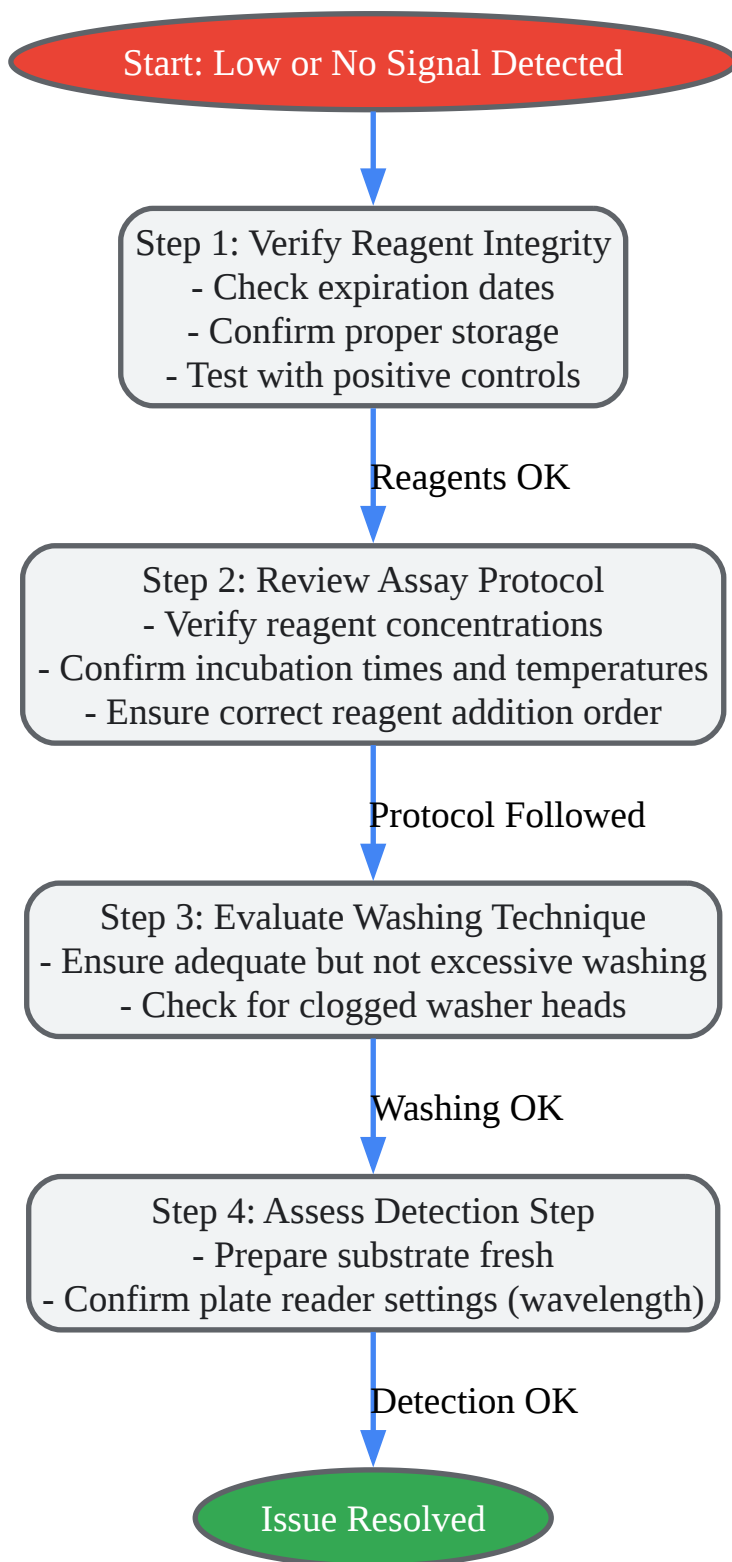 Start: Low or No Signal Detected
Step 1: Verify Reagent Integrity
- Check expiration dates
- Confirm proper storage
- Test with positive controls
Reagents OK
Step 2: Review Assay Protocol
- Verify reagent concentrations
- Confirm incubation times and temperatures
- Ensure correct reagent addition order
Protocol Followed
Step 3: Evaluate Washing Technique
- Ensure adequate but not excessive washing
- Check for clogged washer heads
Washing OK
Step 4: Assess Detection Step
- Prepare substrate fresh
- Confirm plate reader settings (wavelength)
Detection OK
Issue Resolved